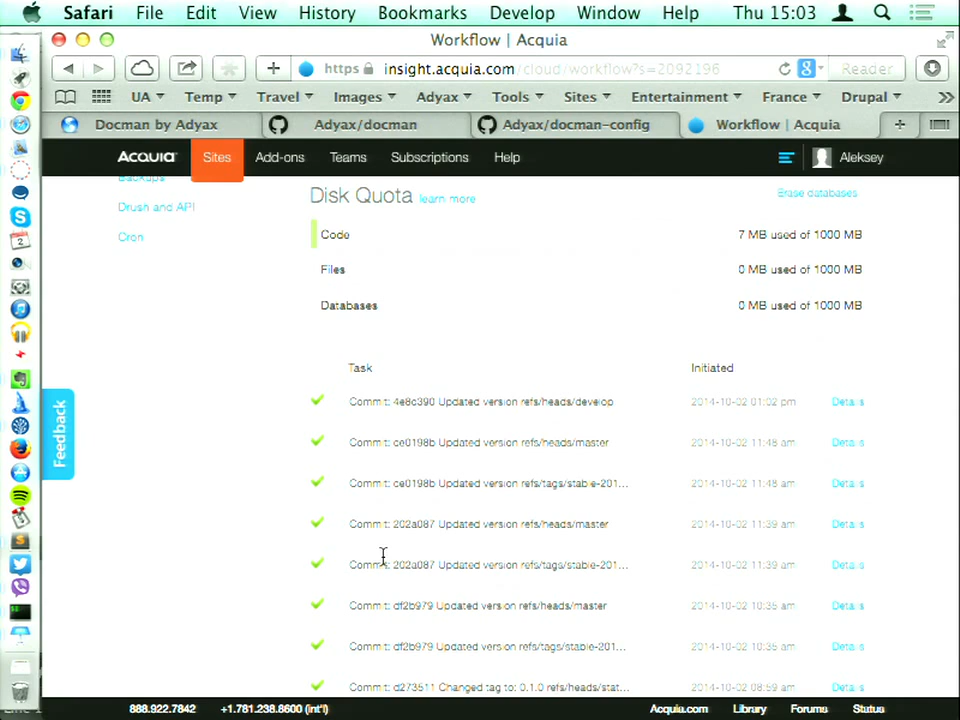 Safari File Edit View History Bookmarks Develop Window Help Thu 15:03
Workflow | Acquia
https insight.acquia.com/cloud/workflow?s=2092196 Reader
UA Temp Travel Images Adyax Tools Sites Entertainment France Drupal
Docman by Adyax Adyax/docman Adyax/docman-config Workflow | Acquia
Acquia Sites Add-ons Teams Subscriptions Help Aleksey
Backups
Drush and API
Cron
Disk Quota learn more Erase databases
Code 7 MB used of 1000 MB
Files 0 MB used of 1000 MB
Databases 0 MB used of 1000 MB
Task Initiated
Commit: 4e8c390 Updated version refs/heads/develop 2014-10-02 01:02 pm Details
Commit: ce0198b Updated version refs/heads/master 2014-10-02 11:48 am Details
Commit: ce0198b Updated version refs/tags/stable-201... 2014-10-02 11:48 am Details
Commit: 202a087 Updated version refs/heads/master 2014-10-02 11:39 am Details
Commit: 202a087 Updated version refs/tags/stable-201... 2014-10-02 11:39 am Details
Commit: df2b979 Updated version refs/heads/master 2014-10-02 10:35 am Details
Commit: df2b979 Updated version refs/tags/stable-201... 2014-10-02 10:35 am Details
Commit: d273511 Changed tag to: 0.1.0 refs/heads/stat... 2014-10-02 08:59 am Details
Feedback
888.922.7842 +1.781.238.8600 (int'l) Acquia.com Library Forums Status